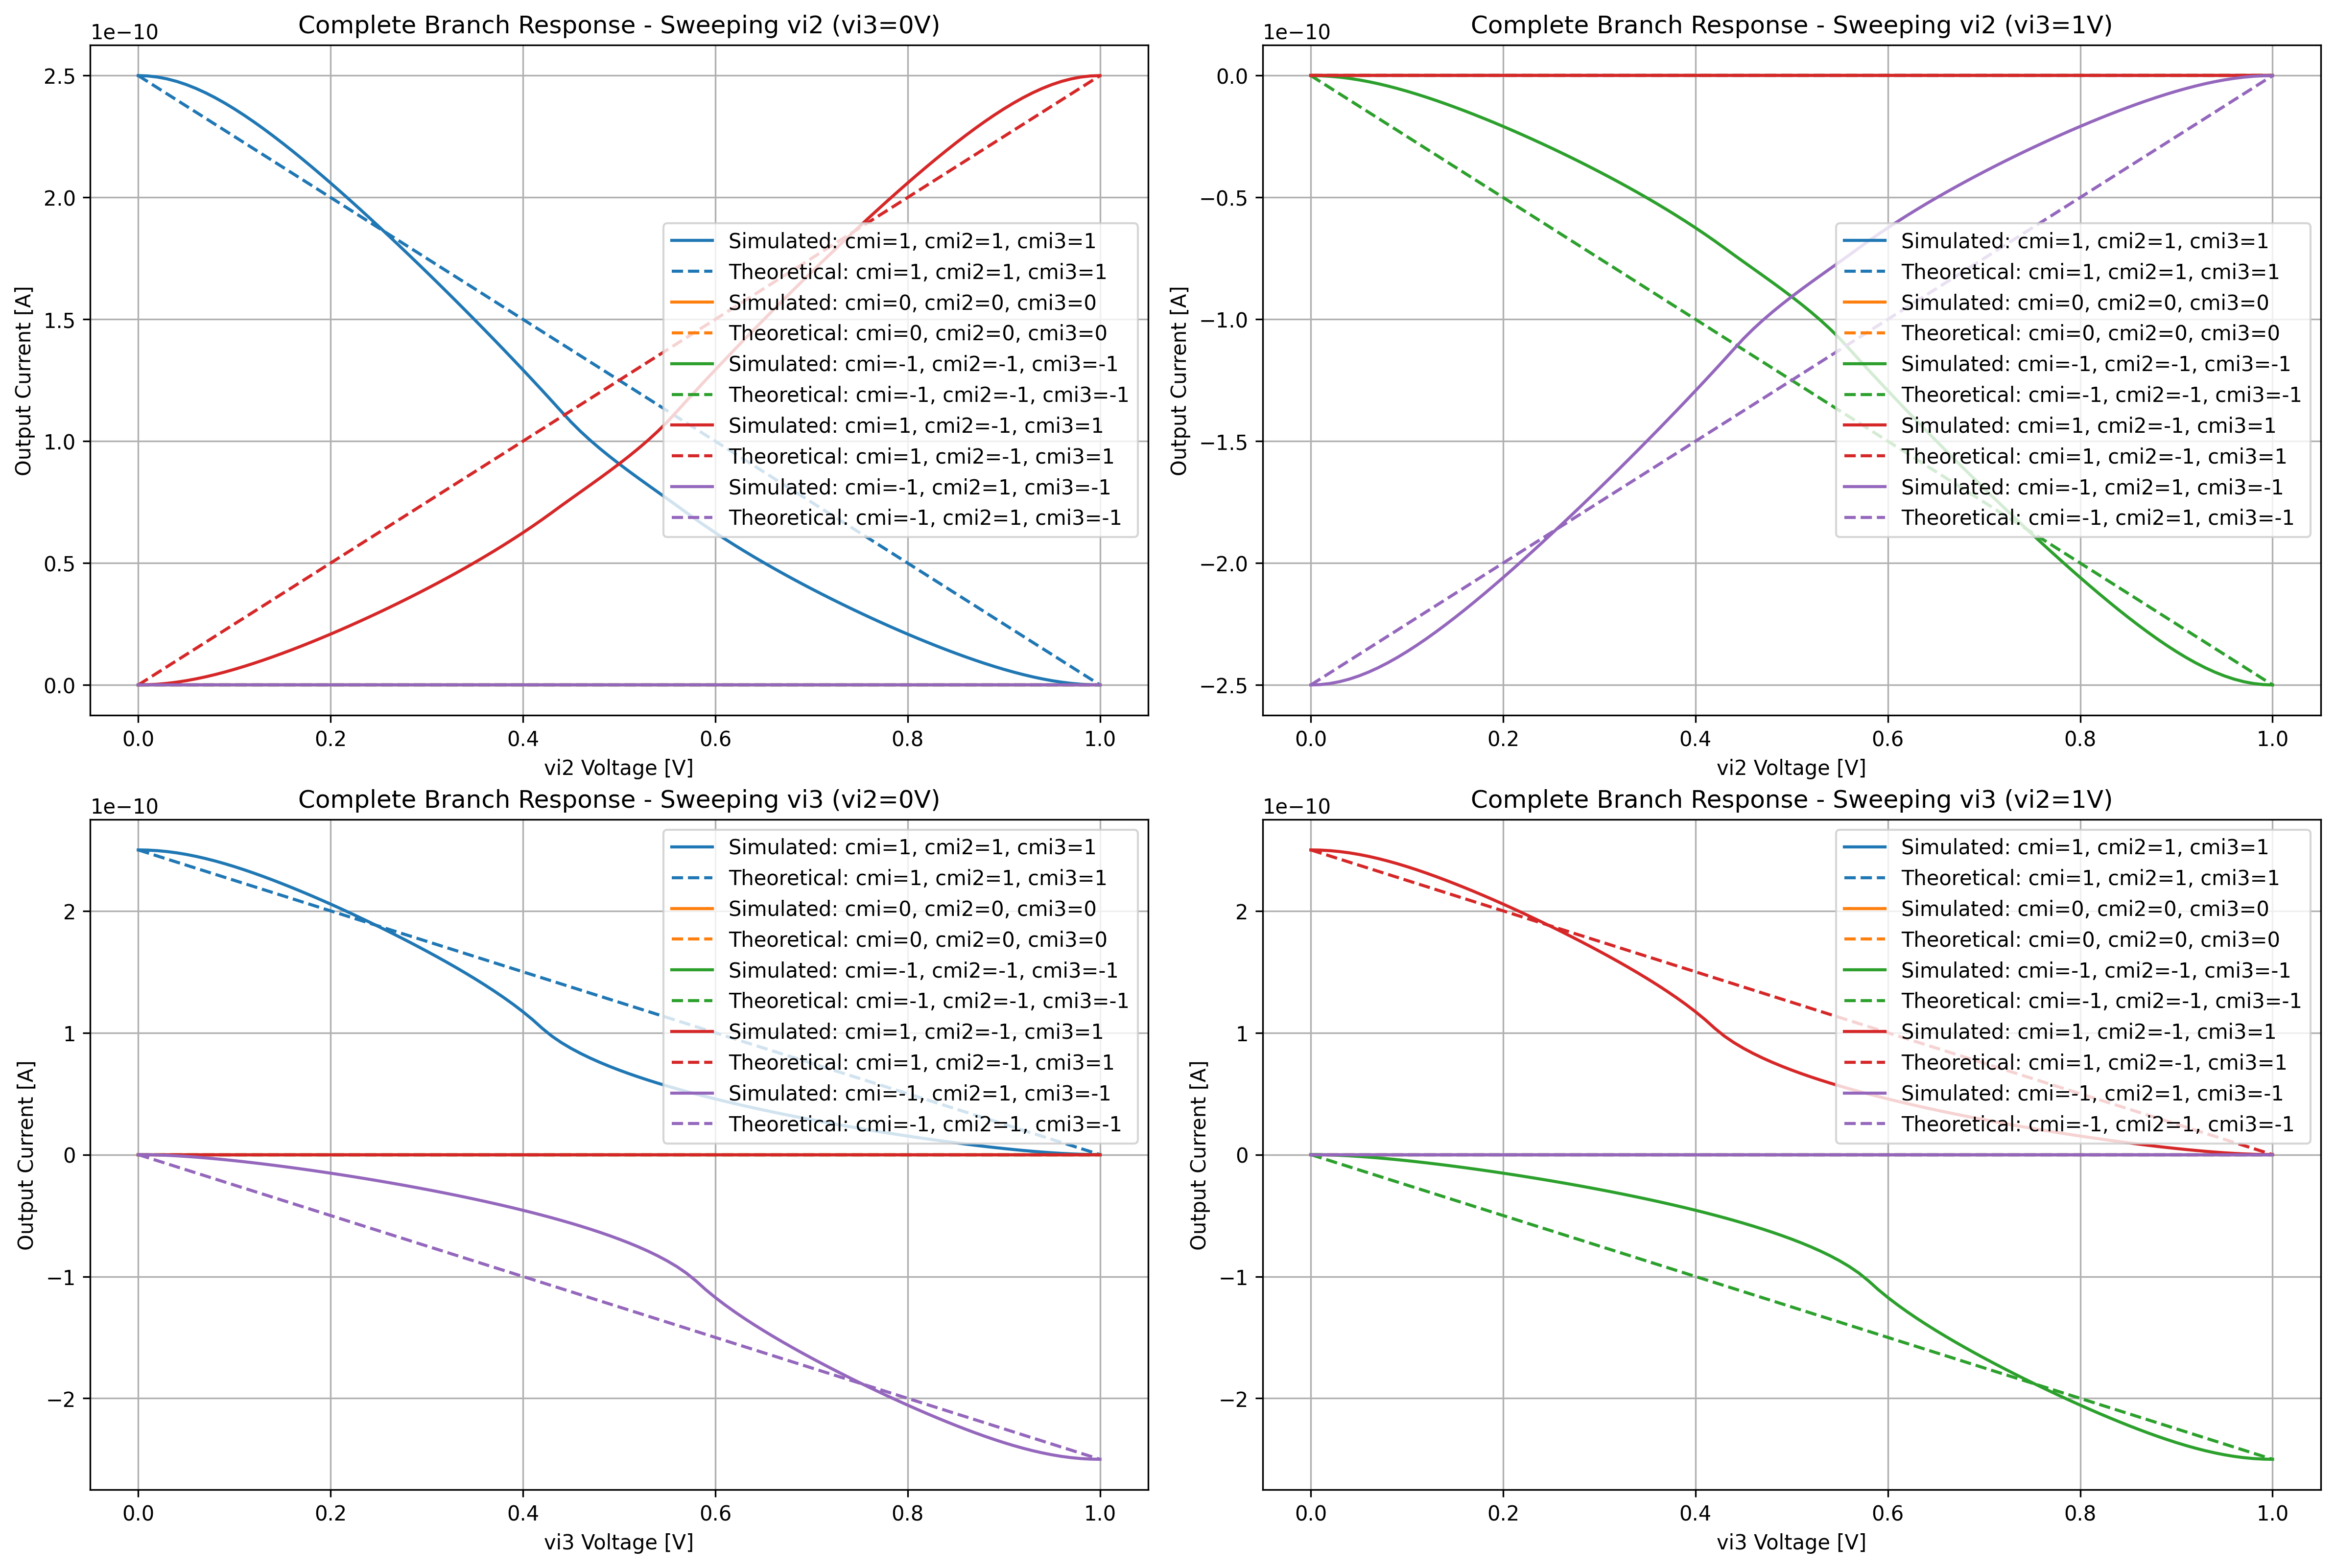 Complete Branch Response - Sweeping vi2 (vi3=0V)
1e−10
2.5
2.0
1.5
1.0
0.5
0.0
Output Current [A]
Simulated: cmi=1, cmi2=1, cmi3=1
Theoretical: cmi=1, cmi2=1, cmi3=1
Simulated: cmi=0, cmi2=0, cmi3=0
Theoretical: cmi=0, cmi2=0, cmi3=0
Simulated: cmi=-1, cmi2=-1, cmi3=-1
Theoretical: cmi=-1, cmi2=-1, cmi3=-1
Simulated: cmi=1, cmi2=-1, cmi3=1
Theoretical: cmi=1, cmi2=-1, cmi3=1
Simulated: cmi=-1, cmi2=1, cmi3=-1
Theoretical: cmi=-1, cmi2=1, cmi3=-1
0.0 0.2 0.4 0.6 0.8 1.0
vi2 Voltage [V]
Complete Branch Response - Sweeping vi2 (vi3=1V)
1e−10
0.0
−0.5
−1.0
−1.5
−2.0
−2.5
Output Current [A]
Simulated: cmi=1, cmi2=1, cmi3=1
Theoretical: cmi=1, cmi2=1, cmi3=1
Simulated: cmi=0, cmi2=0, cmi3=0
Theoretical: cmi=0, cmi2=0, cmi3=0
Simulated: cmi=-1, cmi2=-1, cmi3=-1
Theoretical: cmi=-1, cmi2=-1, cmi3=-1
Simulated: cmi=1, cmi2=-1, cmi3=1
Theoretical: cmi=1, cmi2=-1, cmi3=1
Simulated: cmi=-1, cmi2=1, cmi3=-1
Theoretical: cmi=-1, cmi2=1, cmi3=-1
0.0 0.2 0.4 0.6 0.8 1.0
vi2 Voltage [V]
Complete Branch Response - Sweeping vi3 (vi2=0V)
1e−10
2
1
0
−1
−2
Output Current [A]
Simulated: cmi=1, cmi2=1, cmi3=1
Theoretical: cmi=1, cmi2=1, cmi3=1
Simulated: cmi=0, cmi2=0, cmi3=0
Theoretical: cmi=0, cmi2=0, cmi3=0
Simulated: cmi=-1, cmi2=-1, cmi3=-1
Theoretical: cmi=-1, cmi2=-1, cmi3=-1
Simulated: cmi=1, cmi2=-1, cmi3=1
Theoretical: cmi=1, cmi2=-1, cmi3=1
Simulated: cmi=-1, cmi2=1, cmi3=-1
Theoretical: cmi=-1, cmi2=1, cmi3=-1
0.0 0.2 0.4 0.6 0.8 1.0
vi3 Voltage [V]
Complete Branch Response - Sweeping vi3 (vi2=1V)
1e−10
2
1
0
−1
−2
Output Current [A]
Simulated: cmi=1, cmi2=1, cmi3=1
Theoretical: cmi=1, cmi2=1, cmi3=1
Simulated: cmi=0, cmi2=0, cmi3=0
Theoretical: cmi=0, cmi2=0, cmi3=0
Simulated: cmi=-1, cmi2=-1, cmi3=-1
Theoretical: cmi=-1, cmi2=-1, cmi3=-1
Simulated: cmi=1, cmi2=-1, cmi3=1
Theoretical: cmi=1, cmi2=-1, cmi3=1
Simulated: cmi=-1, cmi2=1, cmi3=-1
Theoretical: cmi=-1, cmi2=1, cmi3=-1
0.0 0.2 0.4 0.6 0.8 1.0
vi3 Voltage [V]